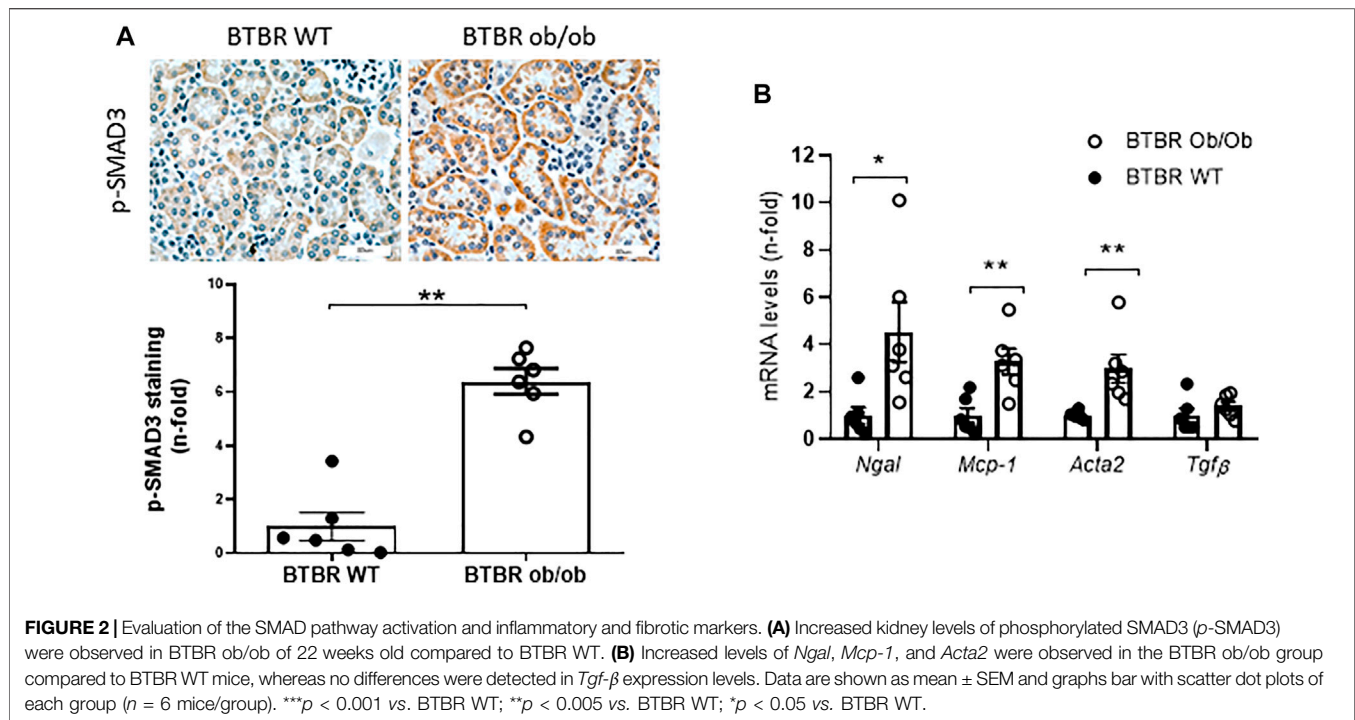 A
BTBR WT
BTBR ob/ob
p-SMAD3
10
8
6
4
2
0
p-SMAD3 staining
(n-fold)
**
BTBR WT
BTBR ob/ob
B
BTBR Ob/Ob
BTBR WT
12
10
8
6
4
2
0
mRNA levels (n-fold)
*
**
**
Ngal
Mcp-1
Acta2
Tgfβ
FIGURE 2 | Evaluation of the SMAD pathway activation and inflammatory and fibrotic markers. (A) Increased kidney levels of phosphorylated SMAD3 (p-SMAD3)
were observed in BTBR ob/ob of 22 weeks old compared to BTBR WT. (B) Increased levels of Ngal, Mcp-1, and Acta2 were observed in the BTBR ob/ob group
compared to BTBR WT mice, whereas no differences were detected in Tgf-β expression levels. Data are shown as mean ± SEM and graphs bar with scatter dot plots of
each group (n = 6 mice/group). ***p < 0.001 vs. BTBR WT; **p < 0.005 vs. BTBR WT; *p < 0.05 vs. BTBR WT.